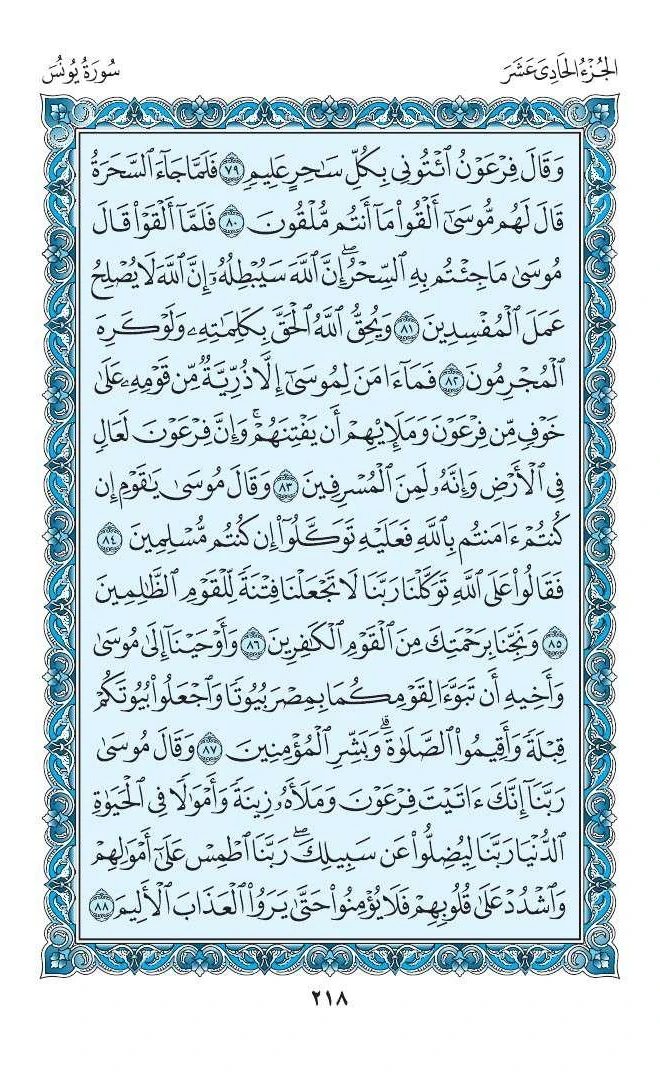 الجُزْءُ الحَادِى عَشَرَ
سُورَةُ يُونُسَ
وَقَالَ فِرْعَوْنُ ٱئْتُونِى بِكُلِّ سَـٰحِرٍ عَلِيمٍ ٧٩ فَلَمَّا جَآءَ ٱلسَّحَرَةُ
قَالَ لَهُم مُّوسَىٰٓ أَلْقُوا۟ مَآ أَنتُم مُّلْقُونَ ٨٠ فَلَمَّآ أَلْقَوْا۟ قَالَ
مُوسَىٰ مَا جِئْتُم بِهِ ٱلسِّحْرُ ۖ إِنَّ ٱللَّهَ سَيُبْطِلُهُۥٓ إِنَّ ٱللَّهَ لَا يُصْلِحُ
عَمَلَ ٱلْمُفْسِدِينَ ٨١ وَيُحِقُّ ٱللَّهُ ٱلْحَقَّ بِكَلِمَـٰتِهِۦ وَلَوْ كَرِهَ
ٱلْمُجْرِمُونَ ٨٢ فَمَآ ءَامَنَ لِمُوسَىٰٓ إِلَّا ذُرِّيَّةٌ مِّن قَوْمِهِۦ عَلَىٰ
خَوْفٍ مِّن فِرْعَوْنَ وَمَلَإِي۟هِمْ أَن يَفْتِنَهُمْ ۚ وَإِنَّ فِرْعَوْنَ لَعَالٍ
فِى ٱلْأَرْضِ وَإِنَّهُۥ لَمِنَ ٱلْمُسْرِفِينَ ٨٣ وَقَالَ مُوسَىٰ يَـٰقَوْمِ إِن
كُنتُمْ ءَامَنتُم بِٱللَّهِ فَعَلَيْهِ تَوَكَّلُوٓا۟ إِن كُنتُم مُّسْلِمِينَ ٨٤
فَقَالُوا۟ عَلَى ٱللَّهِ تَوَكَّلْنَا رَبَّنَا لَا تَجْعَلْنَا فِتْنَةً لِّلْقَوْمِ ٱلظَّـٰلِمِينَ
٨٥ وَنَجِّنَا بِرَحْمَتِكَ مِنَ ٱلْقَوْمِ ٱلْكَـٰفِرِينَ ٨٦ وَأَوْحَيْنَآ إِلَىٰ مُوسَىٰ
وَأَخِيهِ أَن تَبَوَّءَا لِقَوْمِكُمَا بِمِصْرَ بُيُوتًا وَٱجْعَلُوا۟ بُيُوتَكُمْ
قِبْلَةً وَأَقِيمُوا۟ ٱلصَّلَوٰةَ ۗ وَبَشِّرِ ٱلْمُؤْمِنِينَ ٨٧ وَقَالَ مُوسَىٰ
رَبَّنَآ إِنَّكَ ءَاتَيْتَ فِرْعَوْنَ وَمَلَأَهُۥ زِينَةً وَأَمْوَٰلًا فِى ٱلْحَيَوٰةِ
ٱلدُّنْيَا رَبَّنَا لِيُضِلُّوا۟ عَن سَبِيلِكَ ۖ رَبَّنَا ٱطْمِسْ عَلَىٰٓ أَمْوَٰلِهِمْ
وَٱشْدُدْ عَلَىٰ قُلُوبِهِمْ فَلَا يُؤْمِنُوا۟ حَتَّىٰ يَرَوُا۟ ٱلْعَذَابَ ٱلْأَلِيمَ ٨٨
٢١٨